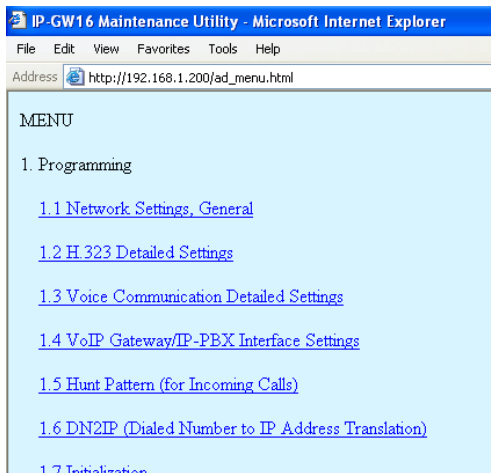 IP-GW16 Maintenance Utility - Microsoft Internet Explorer
File Edit View Favorites Tools Help
Address http://192.168.1.200/ad_menu.html
MENU
1. Programming
1.1 Network Settings, General
1.2 H.323 Detailed Settings
1.3 Voice Communication Detailed Settings
1.4 VoIP Gateway/IP-PBX Interface Settings
1.5 Hunt Pattern (for Incoming Calls)
1.6 DN2IP (Dialed Number to IP Address Translation)
1.7 Initialization